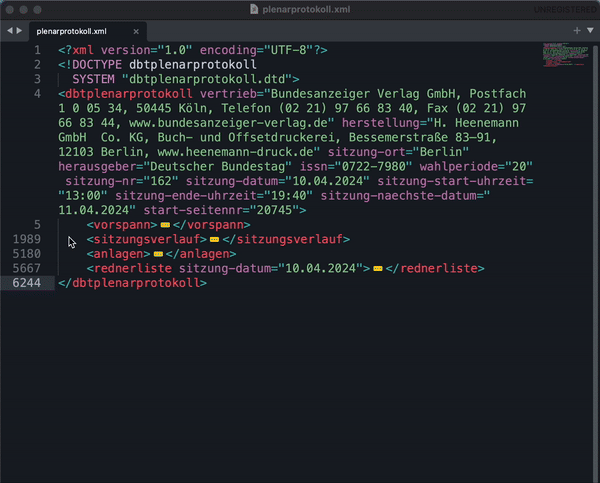 plenarprotokoll.xml
UNREGISTERED
plenarprotokoll.xml
1 <?xml version="1.0" encoding="UTF-8"?>
2 <!DOCTYPE dbtplenarprotokoll
3 SYSTEM "dbtplenarprotokoll.dtd">
4 <dbtplenarprotokoll vertrieb="Bundesanzeiger Verlag GmbH, Postfach
1 0 05 34, 50445 Köln, Telefon (02 21) 97 66 83 40, Fax (02 21) 97
66 83 44, www.bundesanzeiger-verlag.de" herstellung="H. Heenemann
GmbH  Co. KG, Buch- und Offsetdruckerei, Bessemerstraße 83–91,
12103 Berlin, www.heenemann-druck.de" sitzung-ort="Berlin"
herausgeber="Deutscher Bundestag" issn="0722-7980" wahlperiode="20"
sitzung-nr="162" sitzung-datum="10.04.2024" sitzung-start-uhrzeit=
"13:00" sitzung-ende-uhrzeit="19:40" sitzung-naechste-datum="
11.04.2024" start-seitennr="20745">
5 <vorspann></vorspann>
1989 <sitzungsverlauf></sitzungsverlauf>
5180 <anlagen></anlagen>
5667 <rednerliste sitzung-datum="10.04.2024"></rednerliste>
6244 </dbtplenarprotokoll>